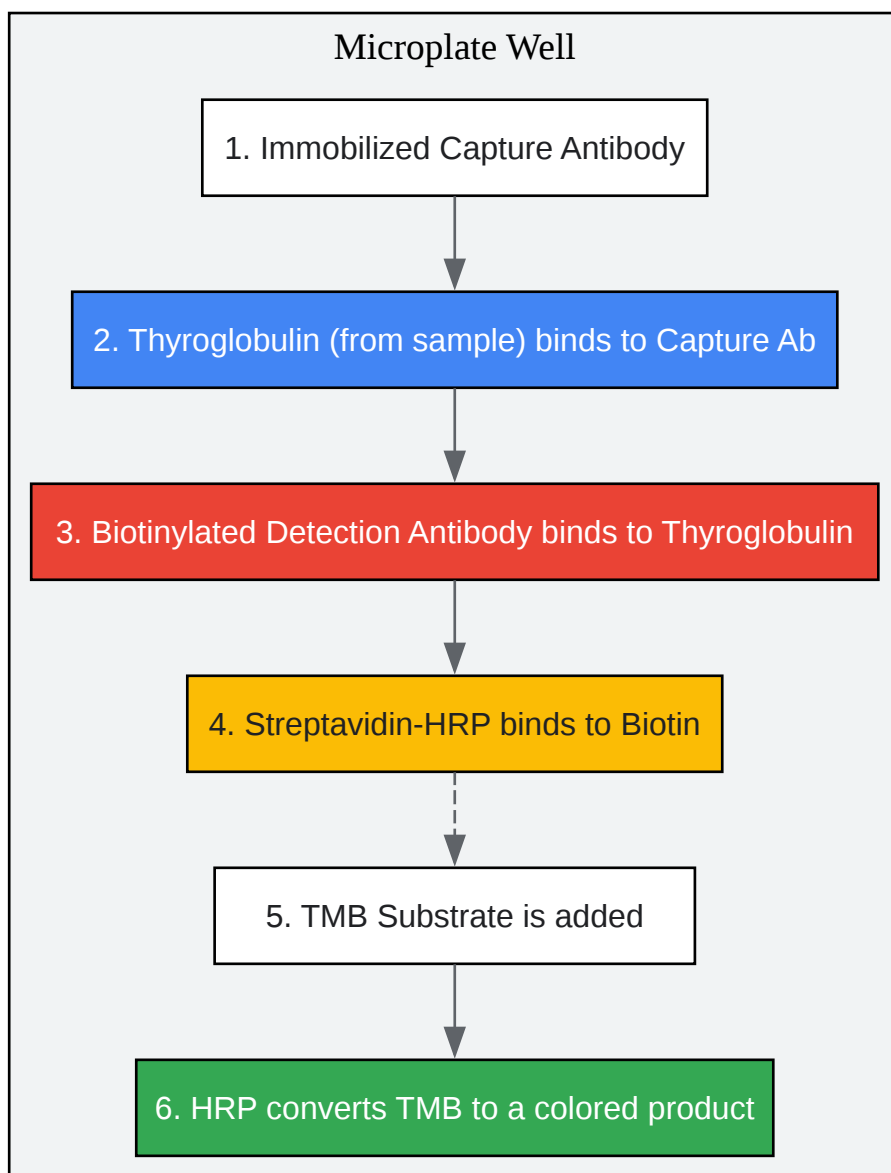 Microplate Well
1. Immobilized Capture Antibody
2. Thyroglobulin (from sample) binds to Capture Ab
3. Biotinylated Detection Antibody binds to Thyroglobulin
4. Streptavidin-HRP binds to Biotin
5. TMB Substrate is added
6. HRP converts TMB to a colored product